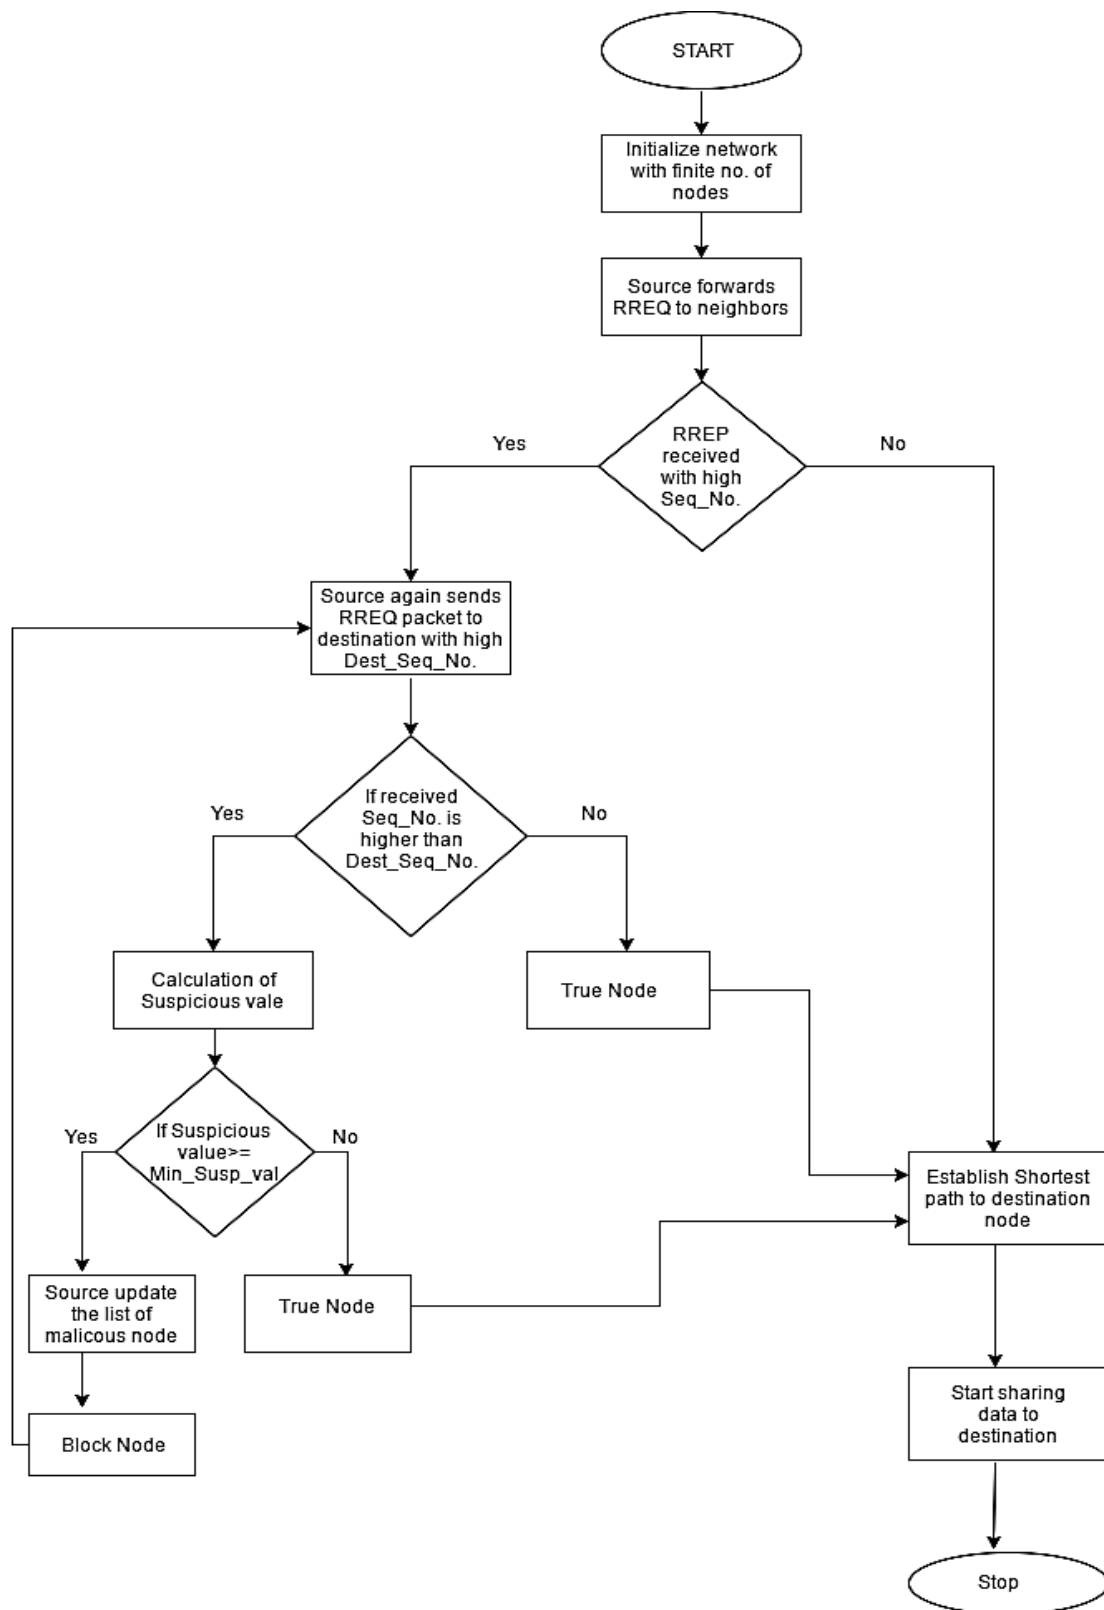 START
Initialize network
with finite no. of
nodes
Source forwards
RREQ to neighbors
RREP
received
with high
Seq_No.
Yes
No
Source again sends
RREQ packet to
destination with high
Dest_Seq_No.
If received
Seq_No. is
higher than
Dest_Seq_No.
Yes
No
Calculation of
Suspicious vale
True Node
If Suspicious
value>=
Min_Susp_val
Yes
No
Establish Shortest
path to destination
node
Source update
the list of
malicous node
True Node
Start sharing
data to
destination
Block Node
Stop